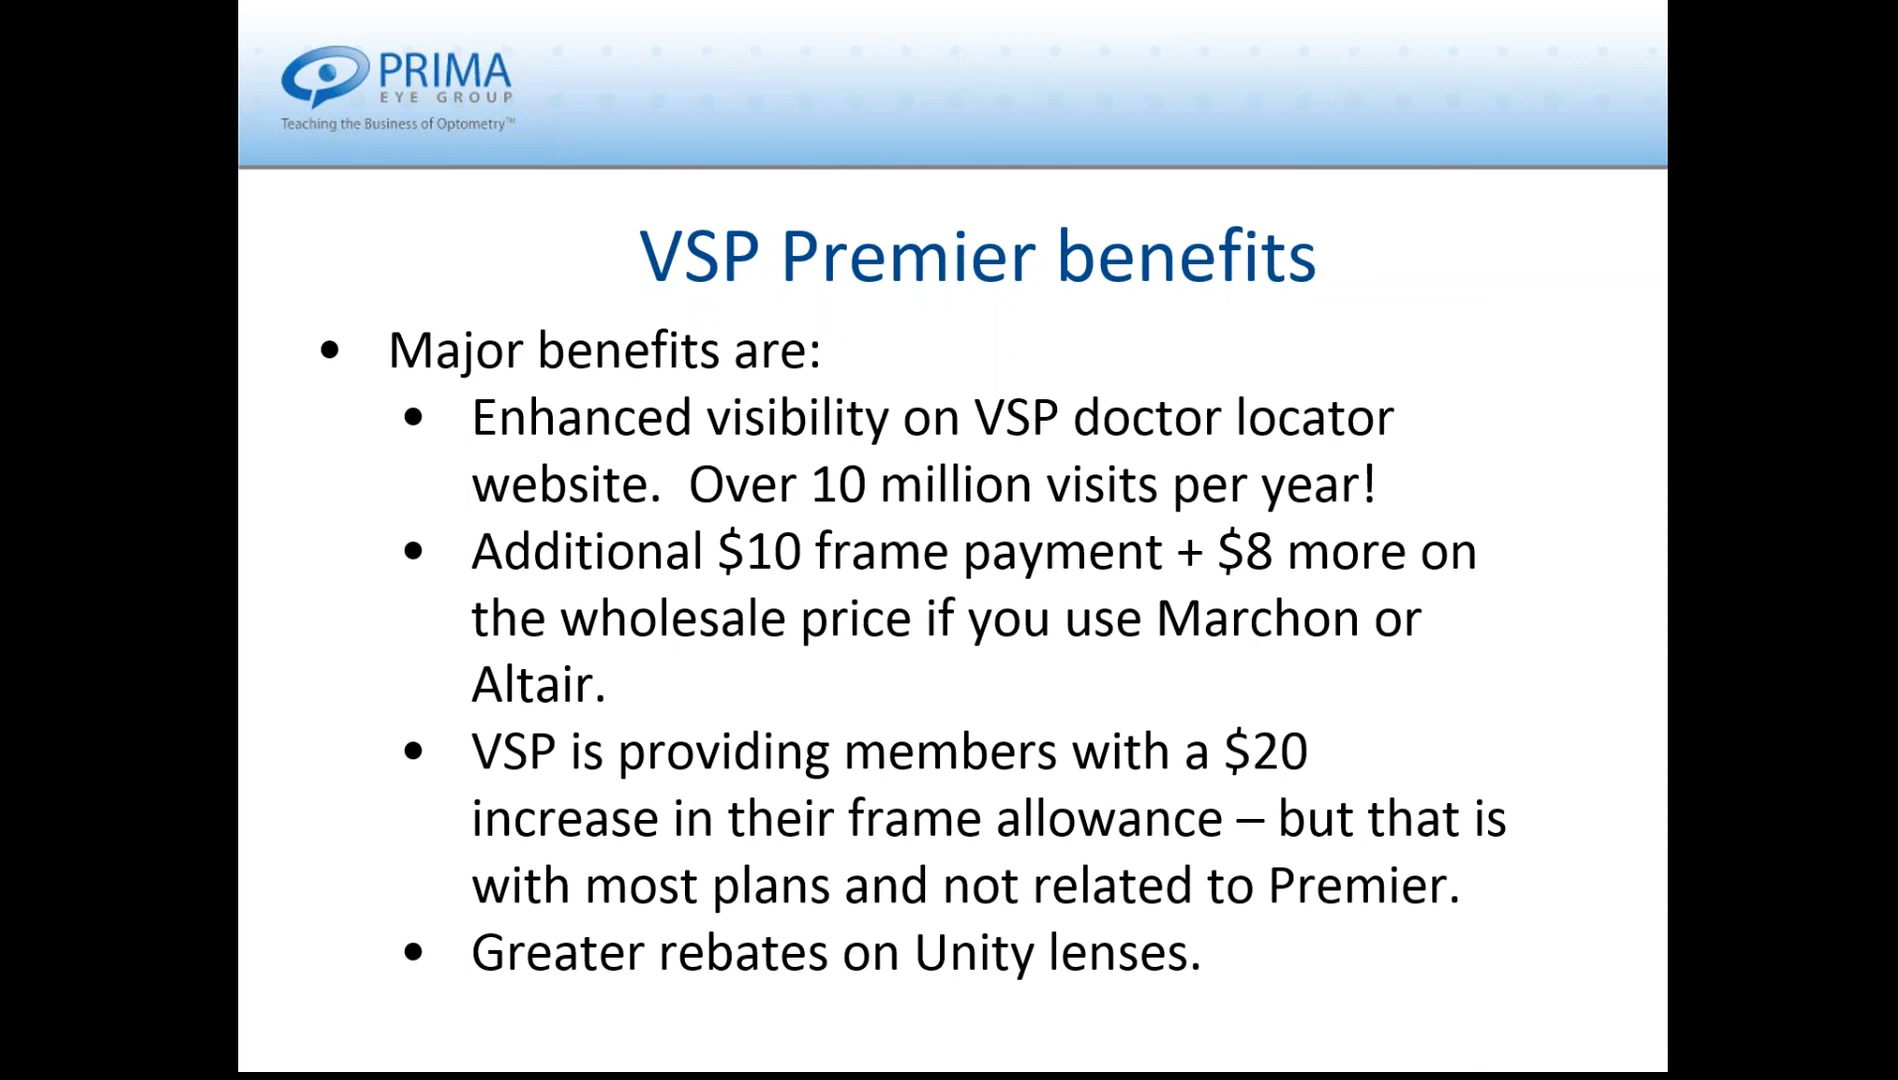 PRIMA
EYE GROUP
Teaching the Business of Optometry™
VSP Premier benefits
• Major benefits are:
• Enhanced visibility on VSP doctor locator
website.  Over 10 million visits per year!
• Additional $10 frame payment + $8 more on
the wholesale price if you use Marchon or
Altair.
• VSP is providing members with a $20
increase in their frame allowance – but that is
with most plans and not related to Premier.
• Greater rebates on Unity lenses.